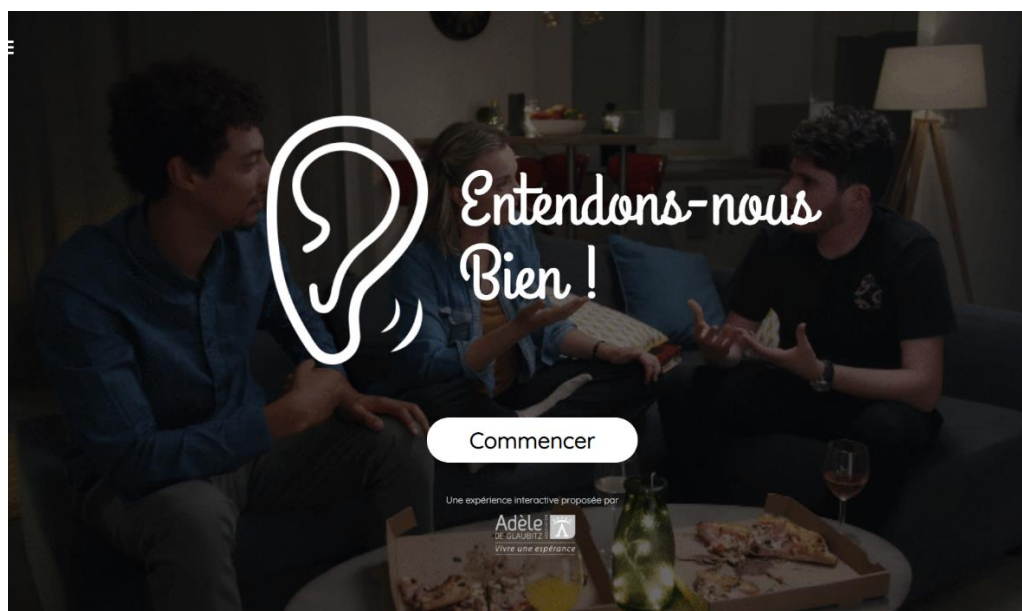 Entendons-nous
Bien !
Commencer
Une expérience interactive proposée par
Adèle
DE GLAUBITZ
Vivre une espérance